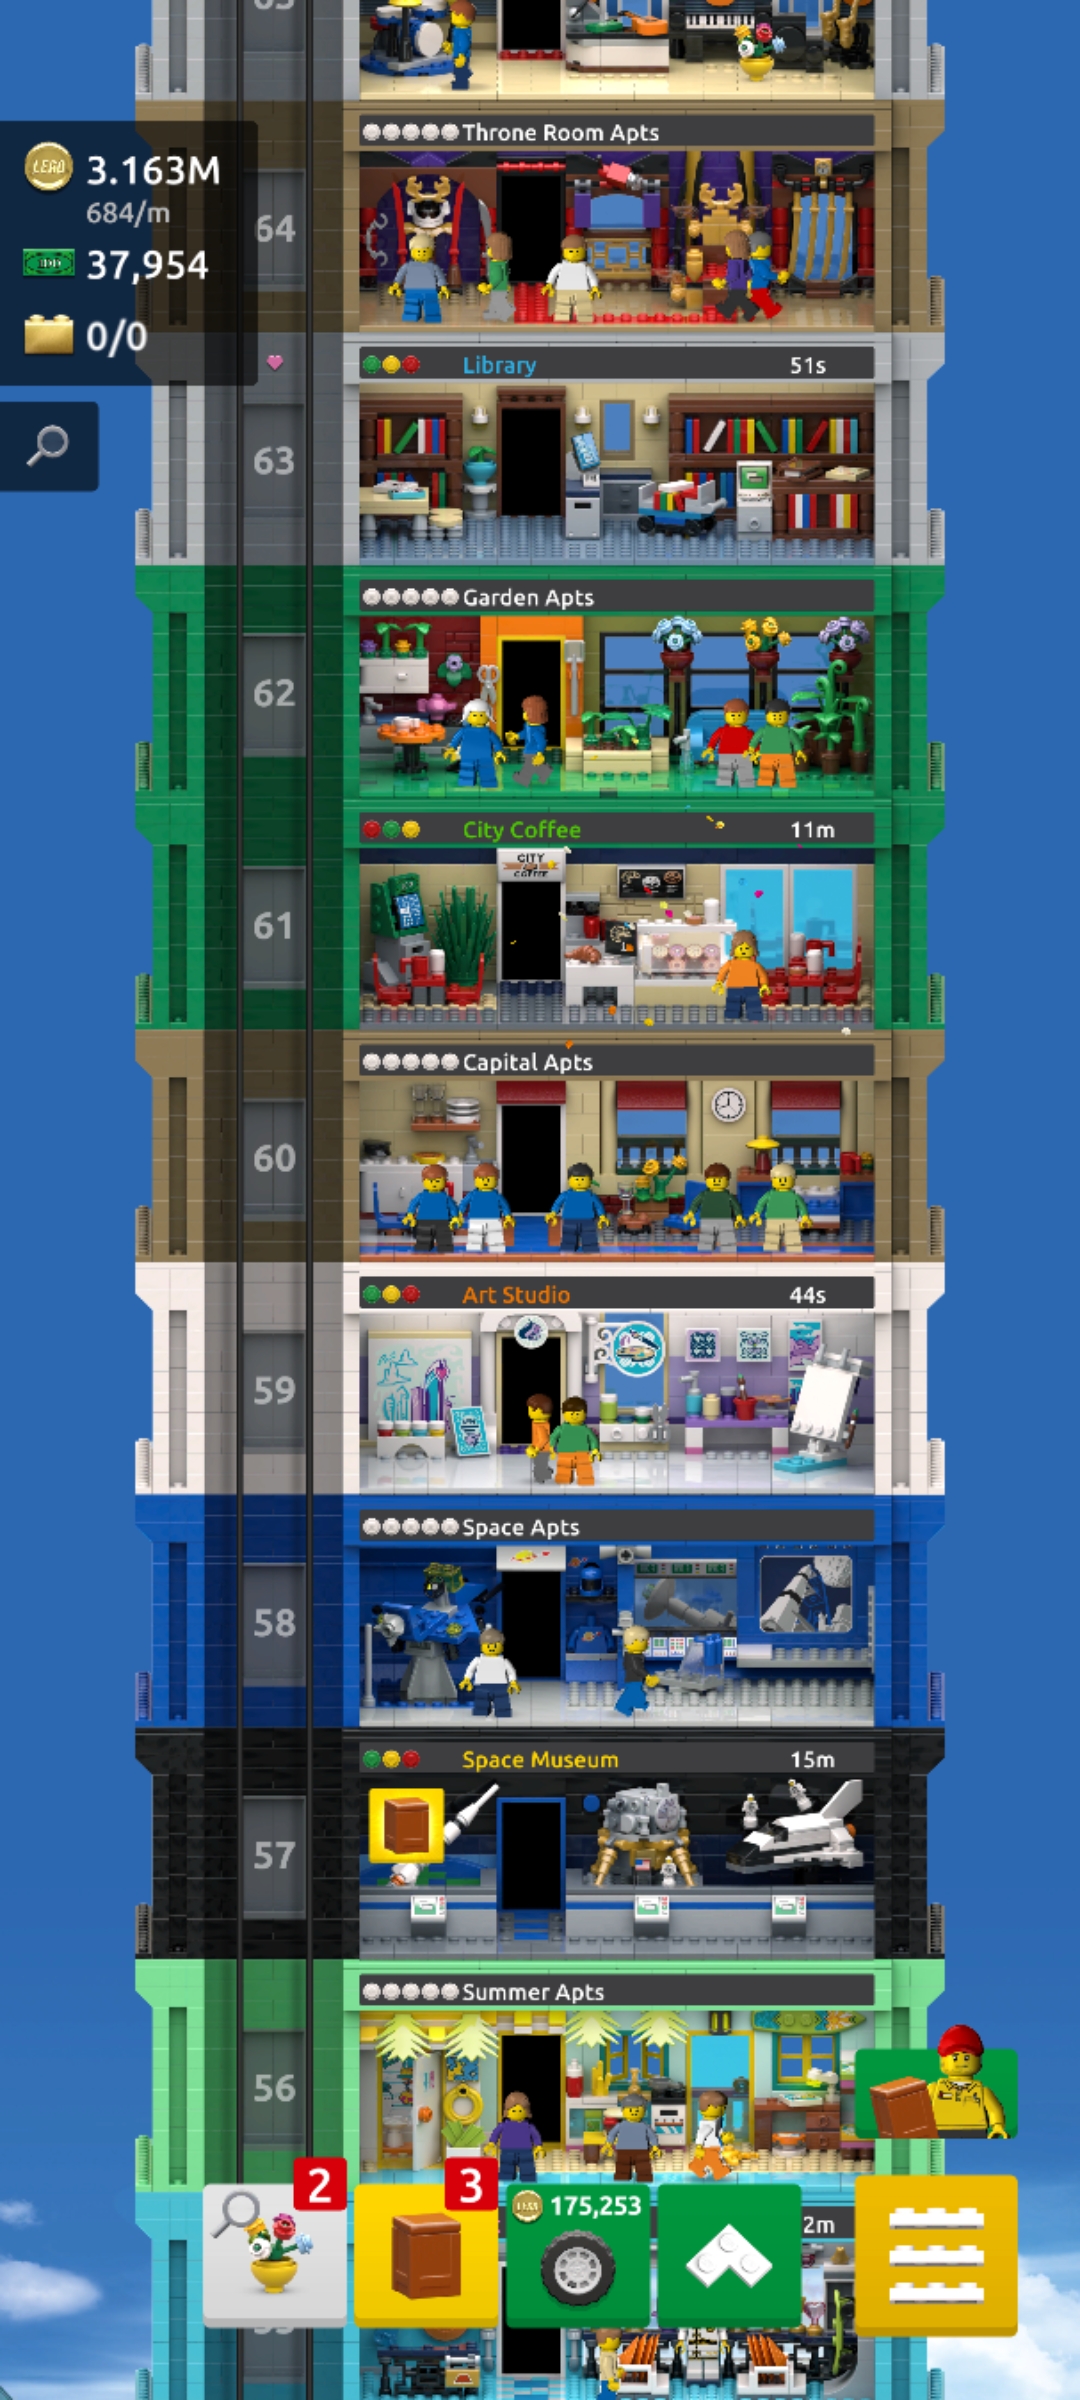 Throne Room Apts
LEGO 3.163M
684/m
37,954
0/0
64
Library 51s
63
Garden Apts
62
City Coffee 11m
CITY
COFFEE
61
Capital Apts
60
Art Studio 44s
59
Space Apts
58
Space Museum 15m
57
Summer Apts
56
2
3
175,253
2m